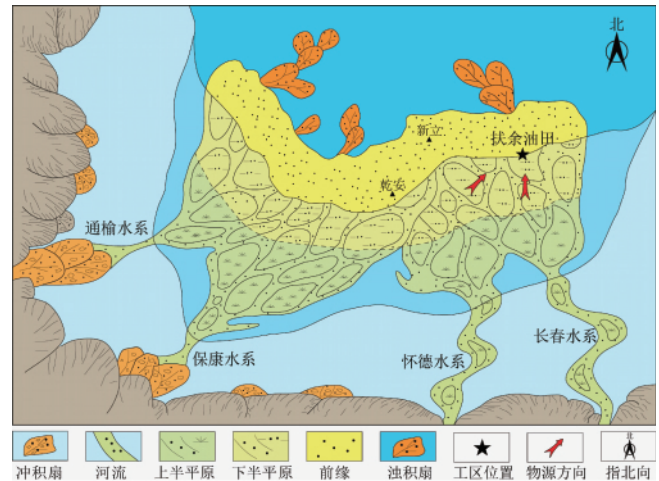 北
新立
扶余油田
乾安
通榆水系
保康水系
怀德水系
长春水系
北
冲积扇
河流
上半平原
下半平原
前缘
浊积扇
工区位置
物源方向
指北向